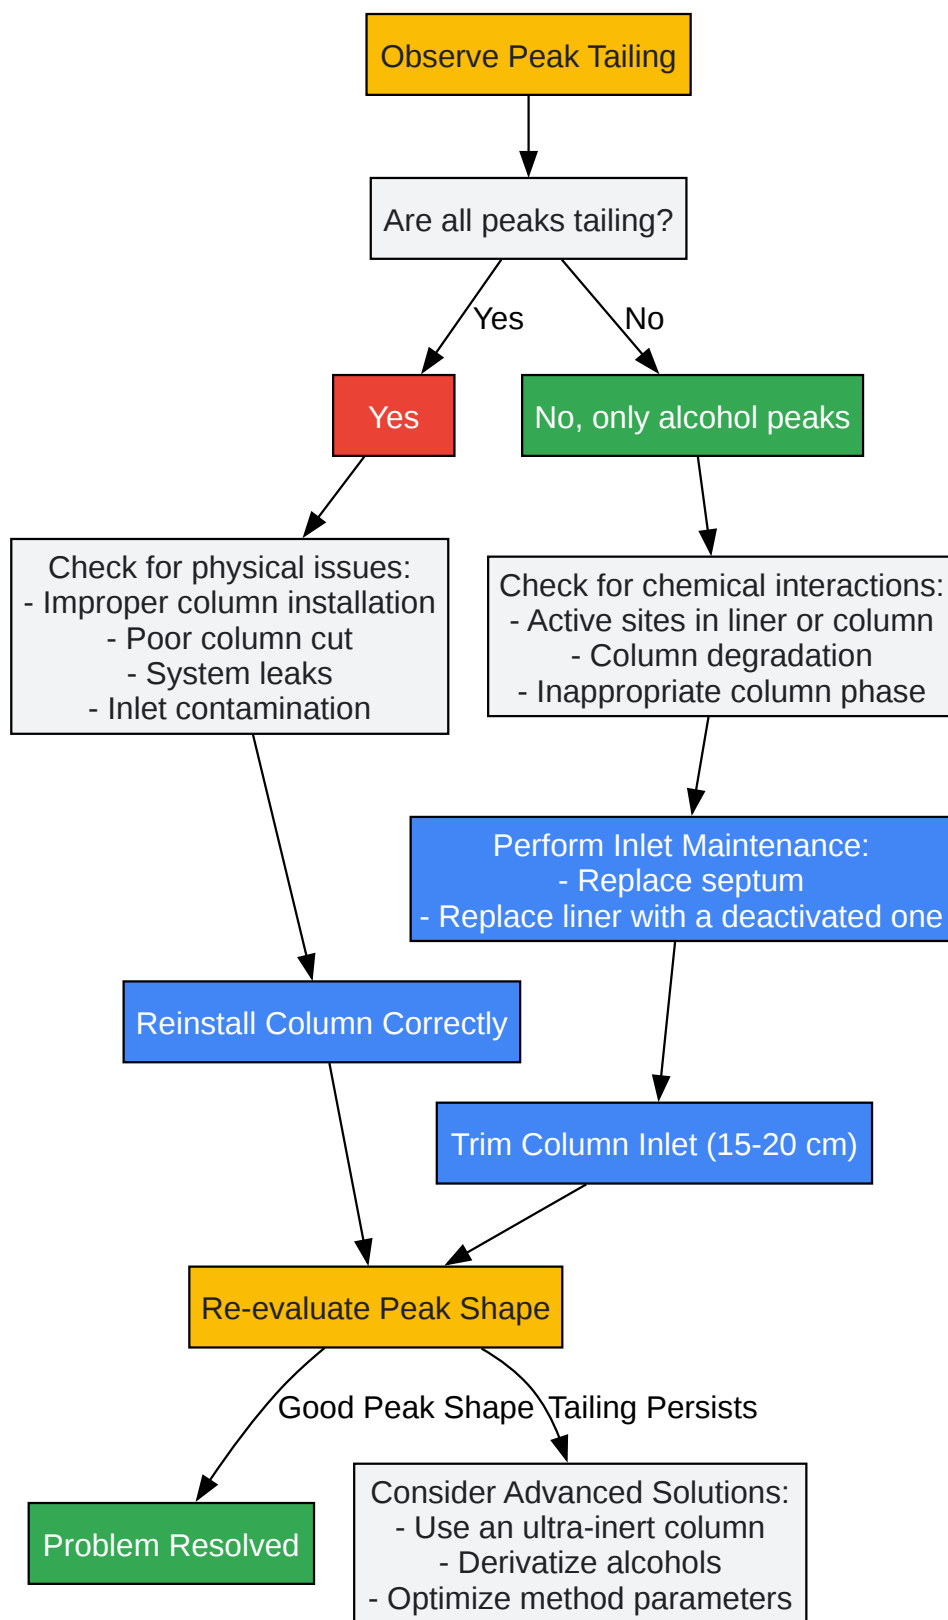 Observe Peak Tailing
Are all peaks tailing?
Yes
No
Yes
No, only alcohol peaks
Check for physical issues:
- Improper column installation
- Poor column cut
- System leaks
- Inlet contamination
Check for chemical interactions:
- Active sites in liner or column
- Column degradation
- Inappropriate column phase
Perform Inlet Maintenance:
- Replace septum
- Replace liner with a deactivated one
Reinstall Column Correctly
Trim Column Inlet (15-20 cm)
Re-evaluate Peak Shape
Good Peak Shape
Tailing Persists
Problem Resolved
Consider Advanced Solutions:
- Use an ultra-inert column
- Derivatize alcohols
- Optimize method parameters